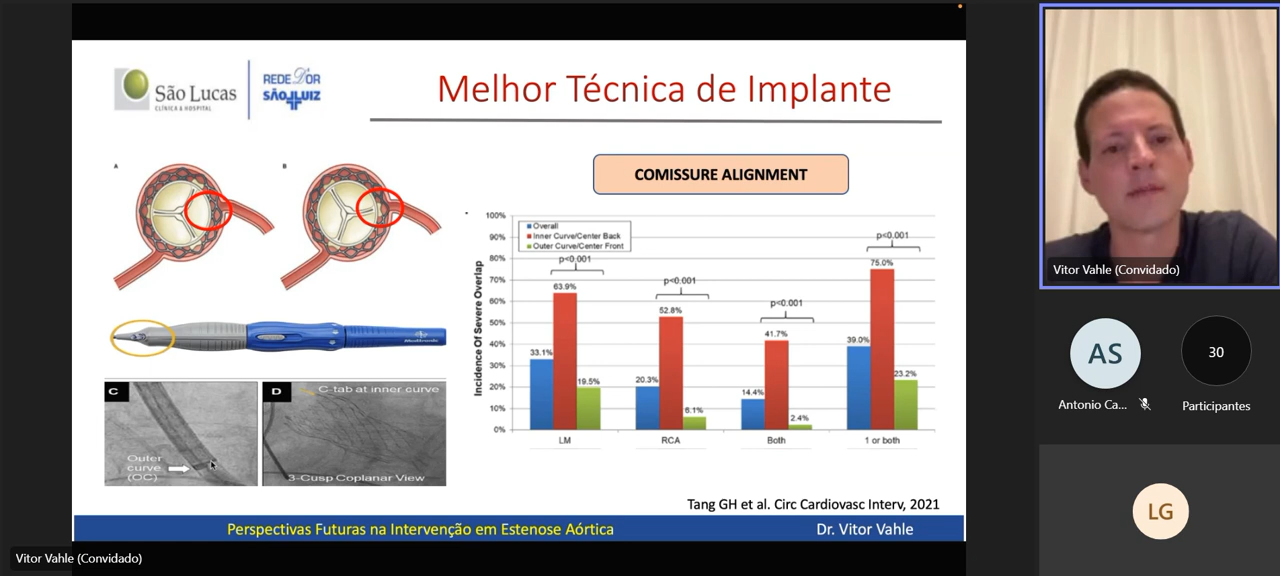 São Lucas
CLÍNICA & HOSPITAL
REDE D'OR
SÃO LUIZ
Melhor Técnica de Implante
A
B
COMISSURE ALIGNMENT
Medtronic
C
Outer
curve
(OC)
D
C-tab at inner curve
3-Cusp Coplanar View
Incidence Of Severe Overlap
100%
90%
80%
70%
60%
50%
40%
30%
20%
10%
0%
Overall
Inner Curve/Center Back
Outer Curve/Center Front
p<0.001
p<0.001
p<0.001
p<0.001
33.1%
63.9%
19.5%
20.3%
52.8%
6.1%
14.4%
41.7%
2.4%
39.0%
75.0%
23.2%
LM
RCA
Both
1 or both
Tang GH et al. Circ Cardiovasc Interv, 2021
Perspectivas Futuras na Intervenção em Estenose Aórtica
Dr. Vitor Vahle
Vitor Vahle (Convidado)
Vitor Vahle (Convidado)
AS
Antonio Ca...
30
Participantes
LG